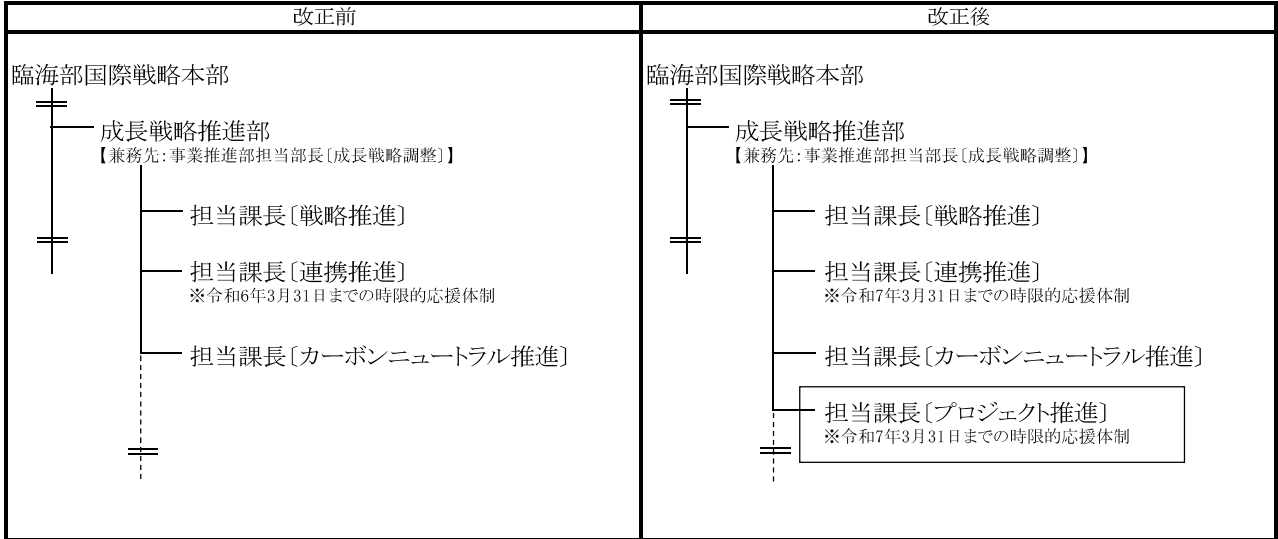 改正前
臨海部国際戦略本部
成長戦略推進部
【兼務先：事業推進部担当部長〔成長戦略調整〕】
担当課長〔戦略推進〕
担当課長〔連携推進〕
※令和6年3月31日までの時限的応援体制
担当課長〔カーボンニュートラル推進〕
改正後
臨海部国際戦略本部
成長戦略推進部
【兼務先：事業推進部担当部長〔成長戦略調整〕】
担当課長〔戦略推進〕
担当課長〔連携推進〕
※令和7年3月31日までの時限的応援体制
担当課長〔カーボンニュートラル推進〕
担当課長〔プロジェクト推進〕
※令和7年3月31日までの時限的応援体制